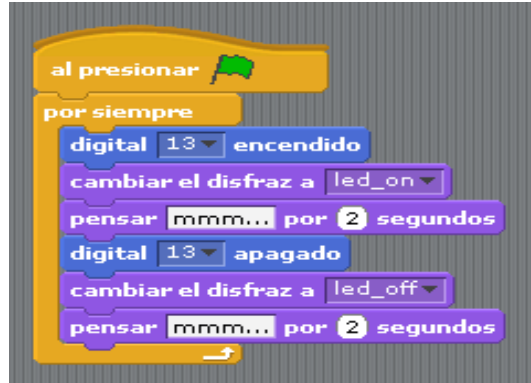 al presionar
por siempre
digital 13 encendido
cambiar el disfraz a led_on
pensar mmm... por 2 segundos
digital 13 apagado
cambiar el disfraz a led_off
pensar mmm... por 2 segundos